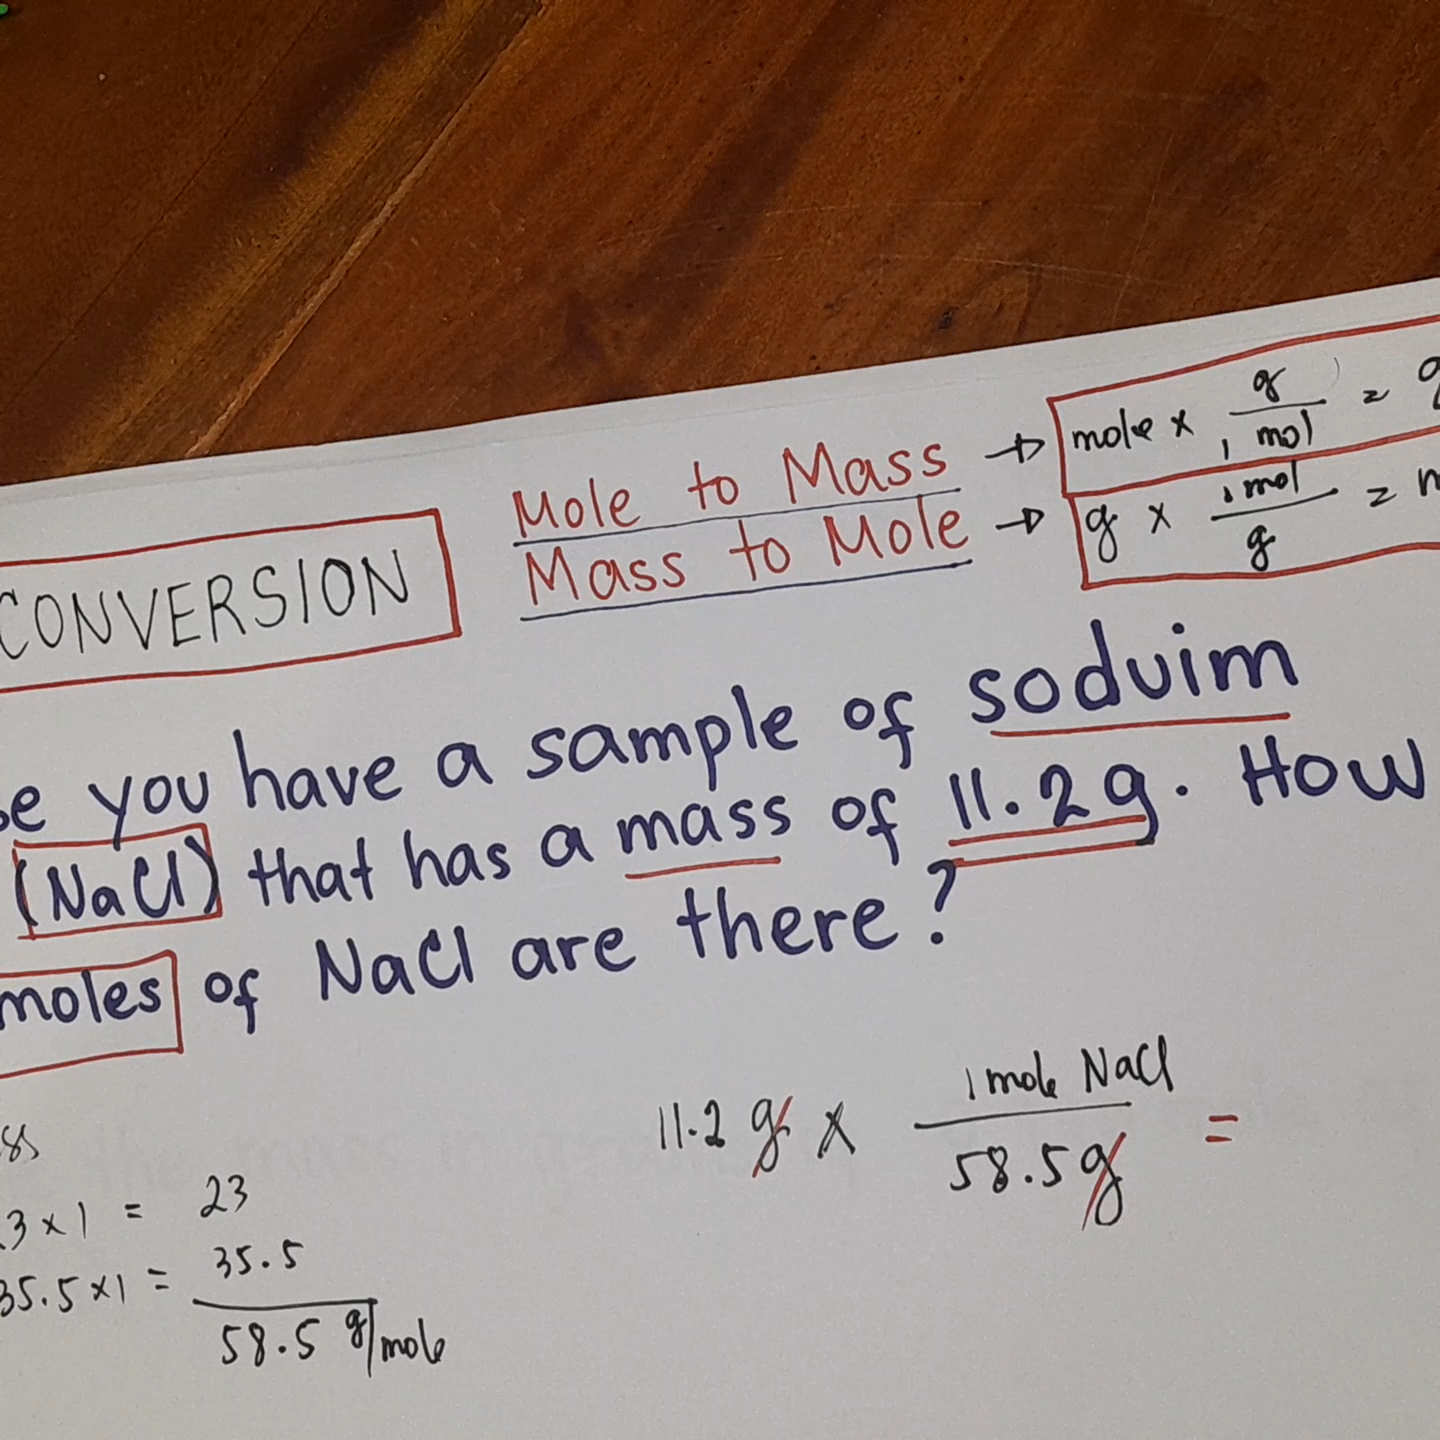 CONVERSION
Mole to Mass → mole x g / 1 mol =
Mass to Mole → g x 1 mol / g =
you have a sample of soduim
(NaCl) that has a mass of 11.2g. How
moles of NaCl are there?
11.2 g x 1 mole NaCl / 58.5g =
3 x 1 = 23
35.5 x 1 = 35.5
58.5 g/mole